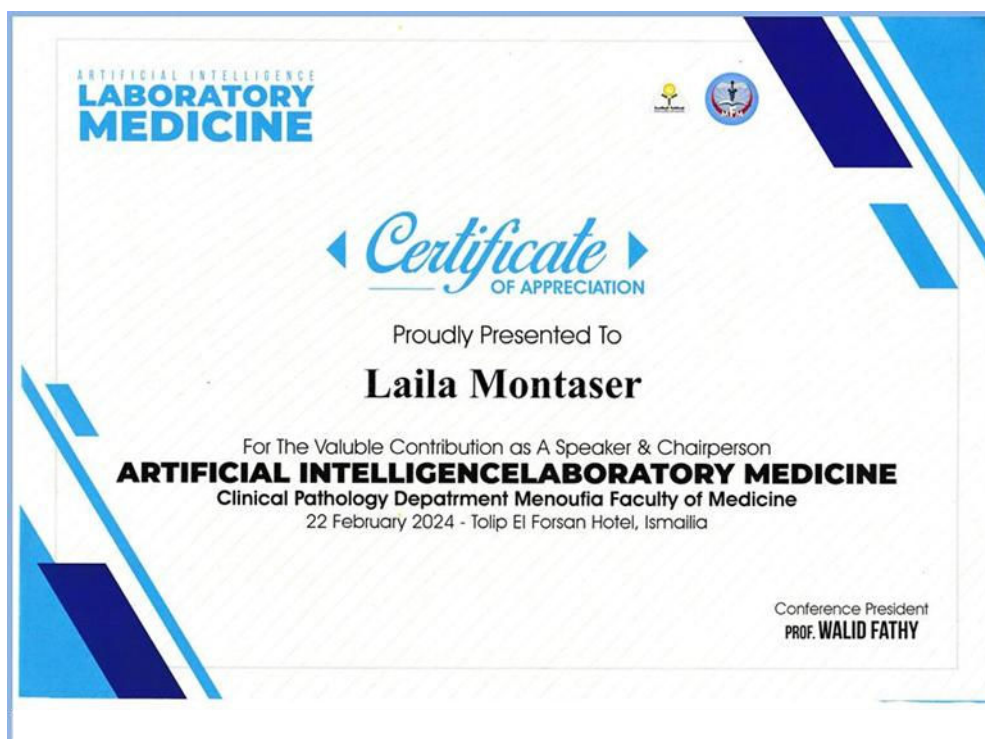 ARTIFICIAL INTELLIGENCE
LABORATORY
MEDICINE
Certificate
OF APPRECIATION
Proudly Presented To
Laila Montaser
For The Valuble Contribution as A Speaker & Chairperson
ARTIFICIAL INTELLIGENCELABORATORY MEDICINE
Clinical Pathology Depatrment Menoufia Faculty of Medicine
22 February 2024 - Tolip El Forsan Hotel, Ismailia
Conference President
PROF. WALID FATHY